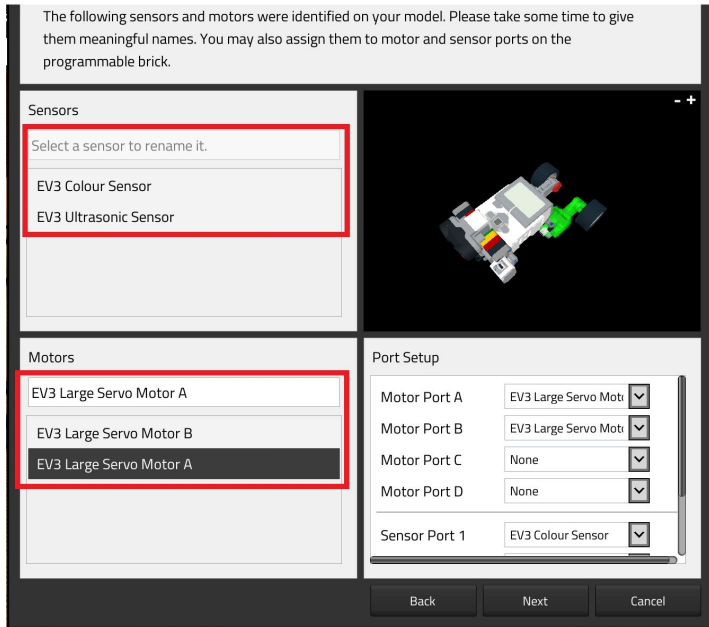 The following sensors and motors were identified on your model. Please take some time to give
them meaningful names. You may also assign them to motor and sensor ports on the
programmable brick.
Sensors
Select a sensor to rename it.
EV3 Colour Sensor
EV3 Ultrasonic Sensor
- +
Motors
EV3 Large Servo Motor A
EV3 Large Servo Motor B
EV3 Large Servo Motor A
Port Setup
Motor Port A EV3 Large Servo Mot
Motor Port B EV3 Large Servo Mot
Motor Port C None
Motor Port D None
Sensor Port 1 EV3 Colour Sensor
Back Next Cancel